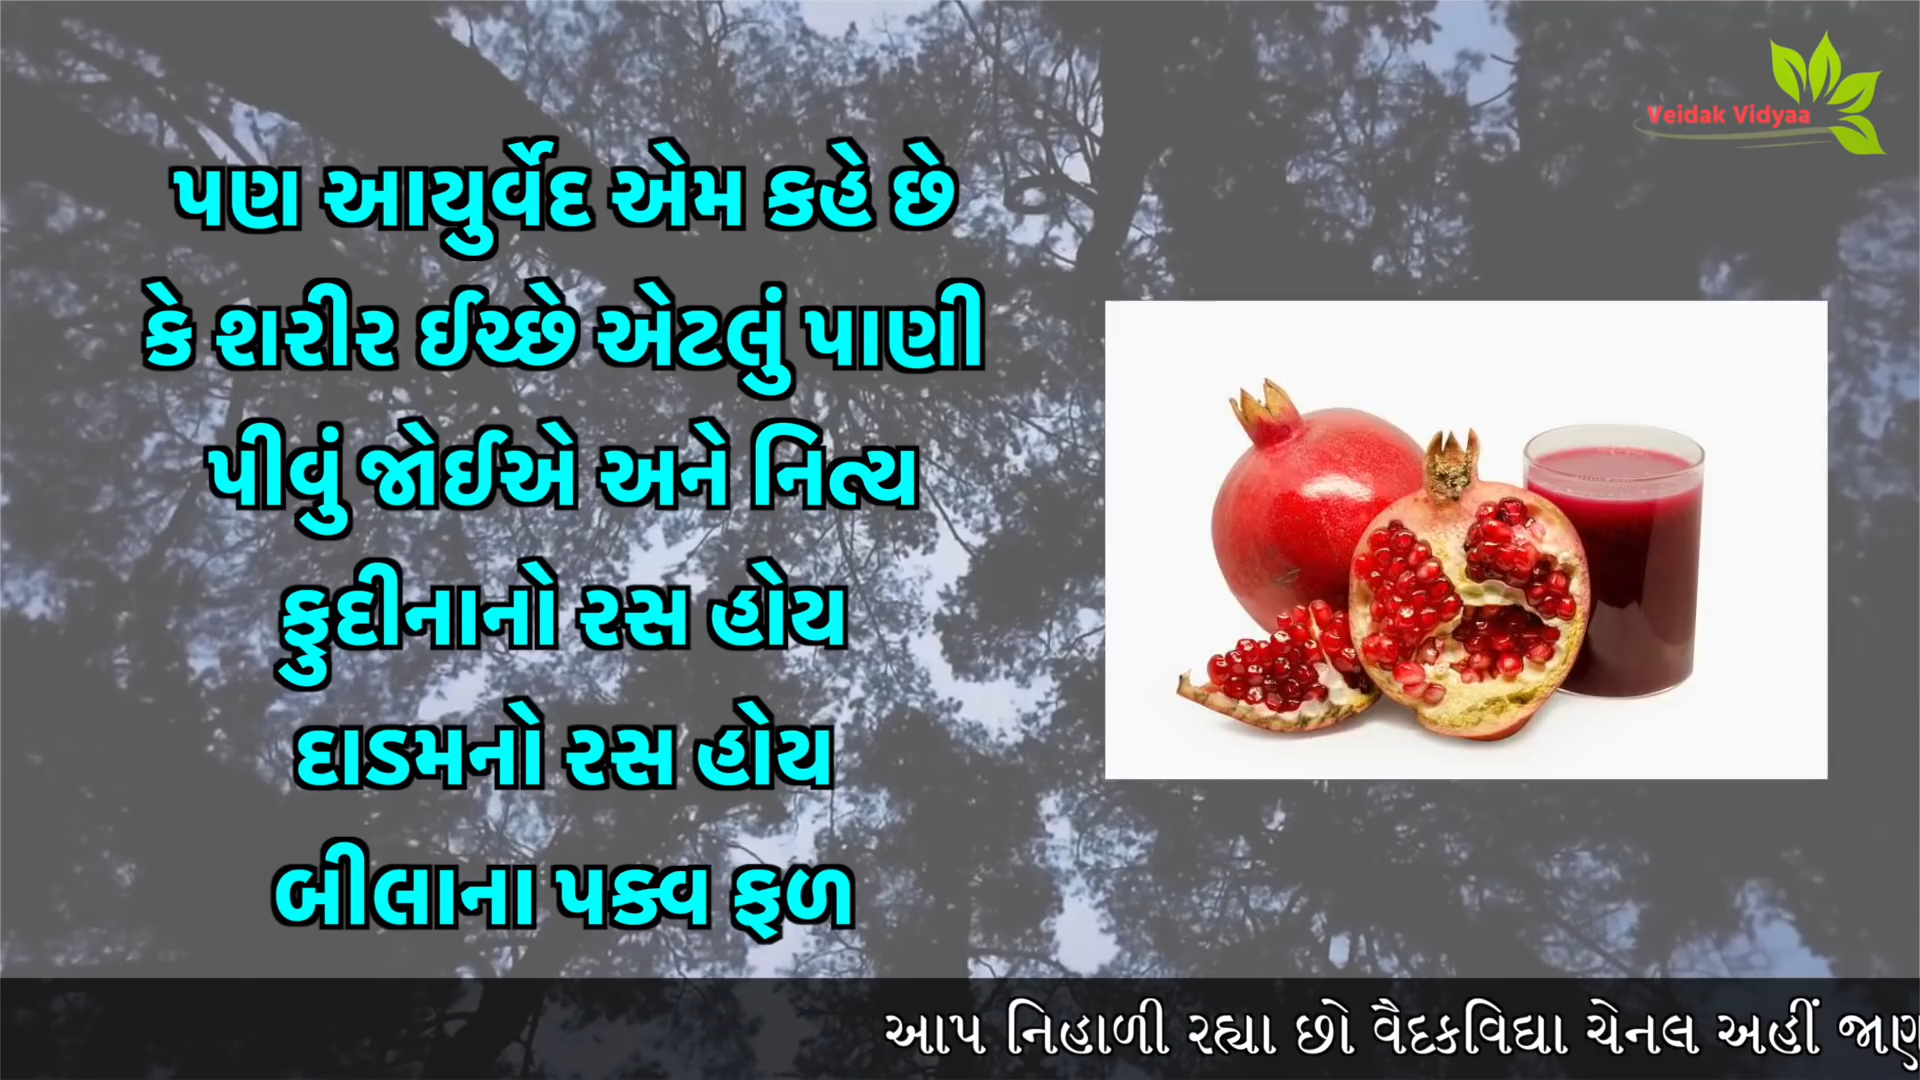 Veidak Vidyaa
પણ આયુર્વેદ એમ કહે છે
કે શરીર ઈચ્છે એટલું પાણી
પીવું જોઈએ અને નિત્ય
ફુદીનાનો રસ હોય
દાડમનો રસ હોય
બીલાના પક્વ ફળ
આપ નિહાળી રહ્યા છો વૈદકવિદ્યા ચેનલ અહીં